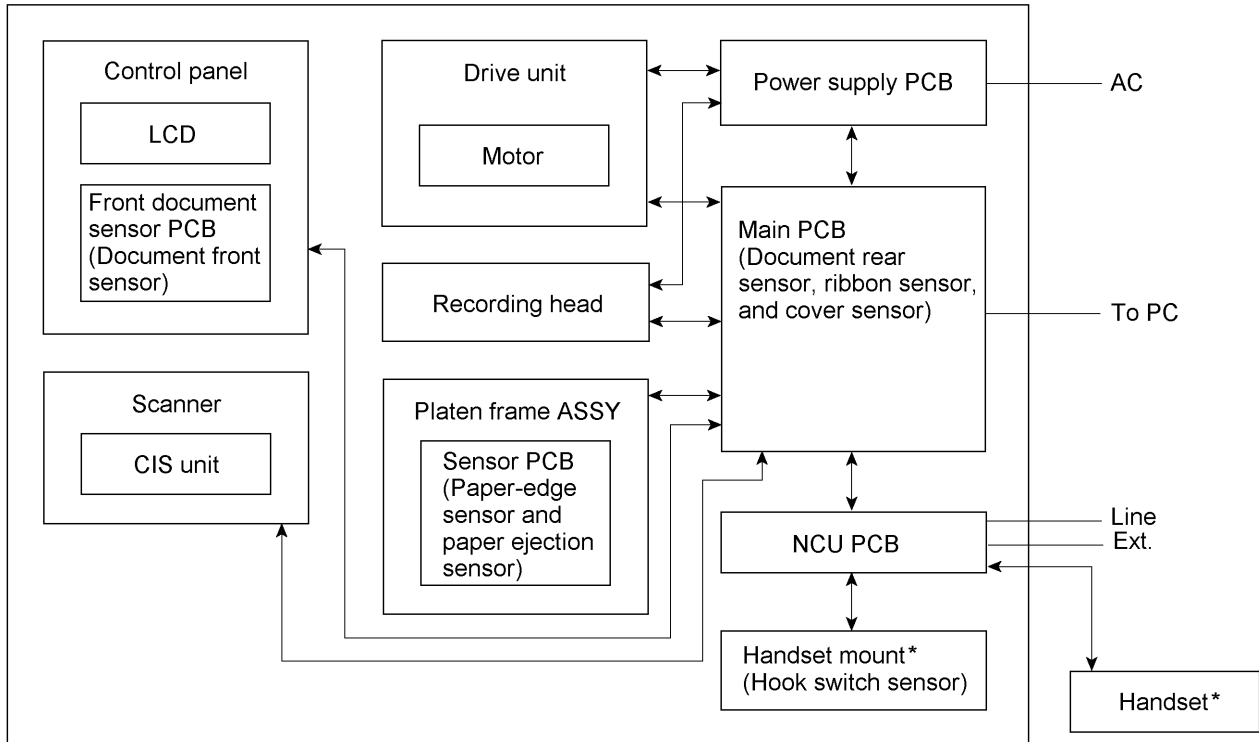 Control panel
LCD
Front document
sensor PCB
(Document front
sensor)
Scanner
CIS unit
Drive unit
Motor
Recording head
Platen frame ASSY
Sensor PCB
(Paper-edge
sensor and
paper ejection
sensor)
Power supply PCB
Main PCB
(Document rear
sensor, ribbon sensor,
and cover sensor)
NCU PCB
Handset mount*
(Hook switch sensor)
AC
To PC
Line
Ext.
Handset*